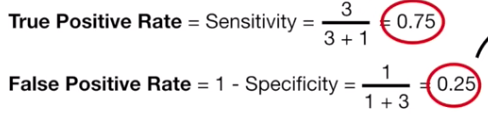 True Positive Rate = Sensitivity = 3 / (3 + 1) = 0.75
False Positive Rate = 1 - Specificity = 1 / (1 + 3) = 0.25